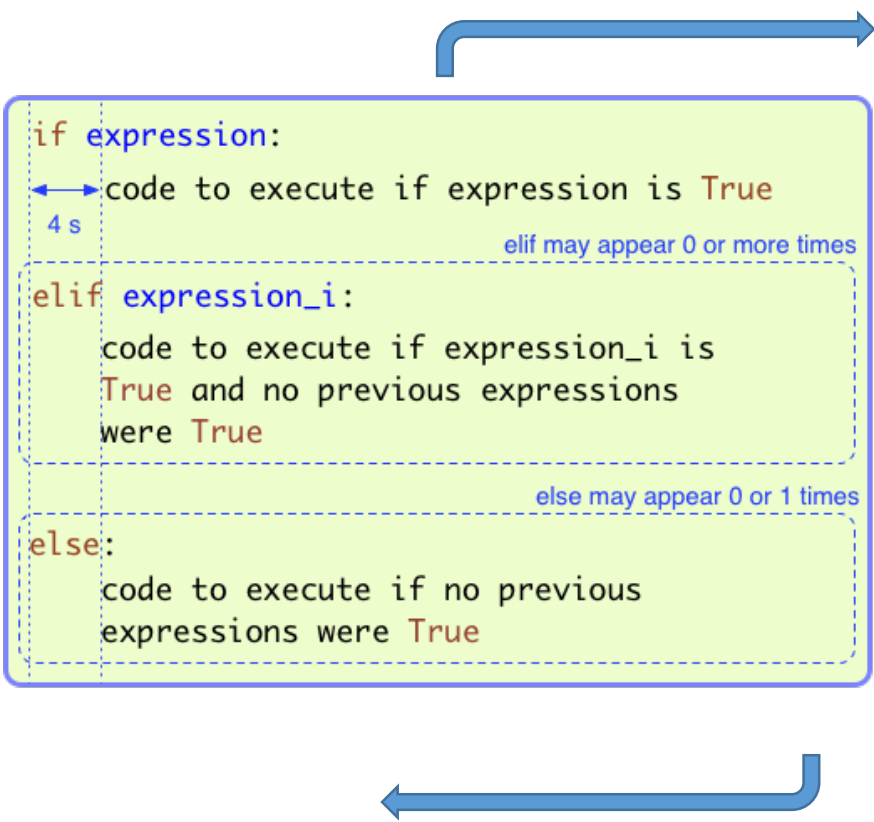 if expression:
code to execute if expression is True
4 s
elif may appear 0 or more times
elif expression_i:
code to execute if expression_i is
True and no previous expressions
were True
else may appear 0 or 1 times
else:
code to execute if no previous
expressions were True